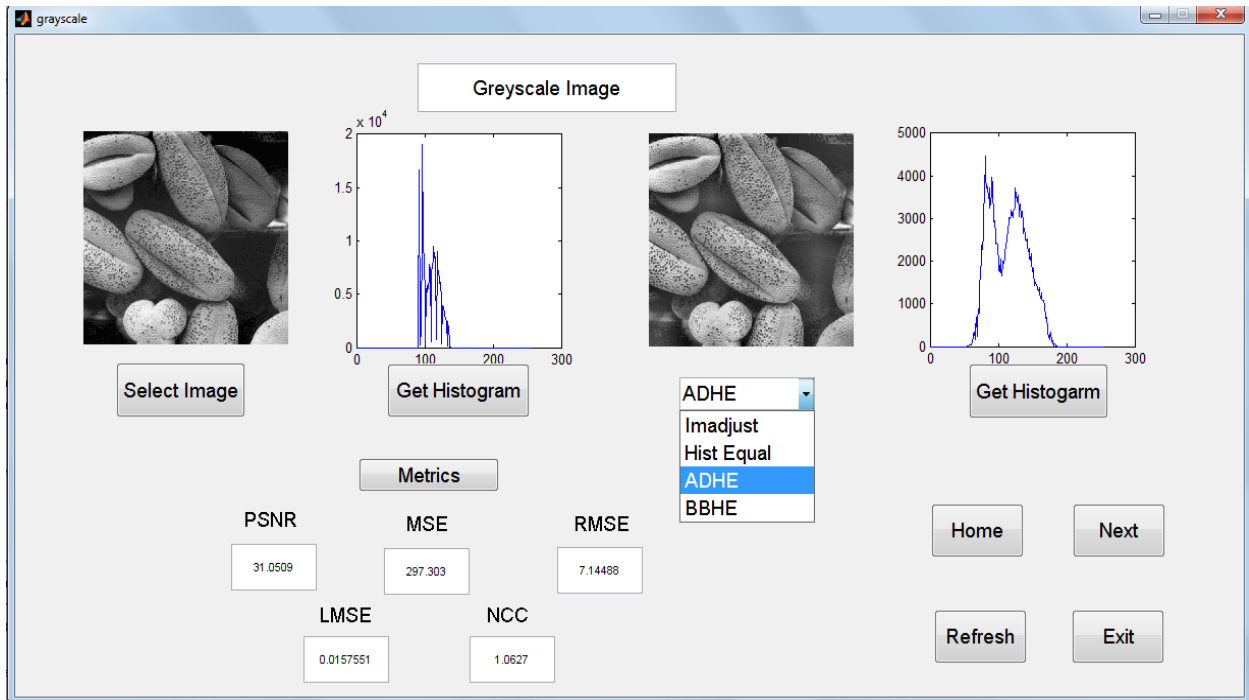 grayscale
Greyscale Image
x 10^4
2
1.5
1
0.5
0
0 100 200 300
5000
4000
3000
2000
1000
0
0 100 200 300
Select Image
Get Histogram
ADHE
Imadjust
Hist Equal
ADHE
BBHE
Get Histogarm
Metrics
PSNR MSE RMSE
31.0509 297.303 7.14488
LMSE NCC
0.0157551 1.0627
Home Next
Refresh Exit